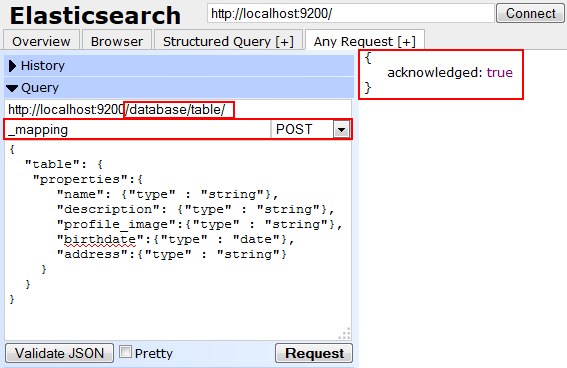 Elasticsearch http://localhost:9200/ Connect
Overview Browser Structured Query [+] Any Request [+]
History
Query
http://localhost:9200/database/table/
_mapping POST
{
"table": {
"properties":{
"name": {"type" : "string"},
"description": {"type" : "string"},
"profile_image":{"type" : "string"},
"birthdate":{"type" : "date"},
"address":{"type" : "string"}
}
}
}
Validate JSON Pretty Request
{
acknowledged: true
}